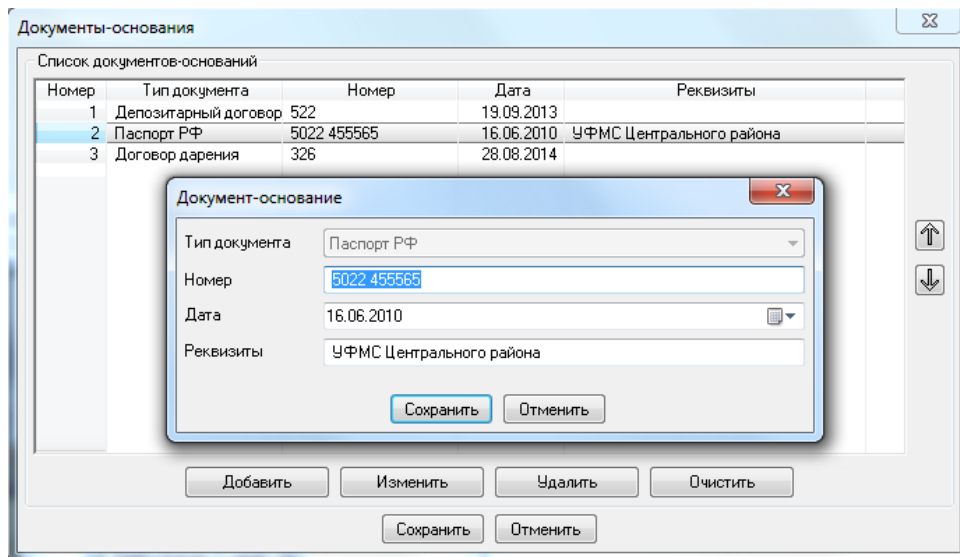 Документы-основания
Список документов-оснований
Номер Тип документа Номер Дата Реквизиты
1 Депозитарный договор 522 19.09.2013
2 Паспорт РФ 5022 455565 16.06.2010 УФМС Центрального района
3 Договор дарения 326 28.08.2014
Документ-основание
Тип документа Паспорт РФ
Номер 5022 455565
Дата 16.06.2010
Реквизиты УФМС Центрального района
Сохранить Отменить
Добавить Изменить Удалить Очистить
Сохранить Отменить